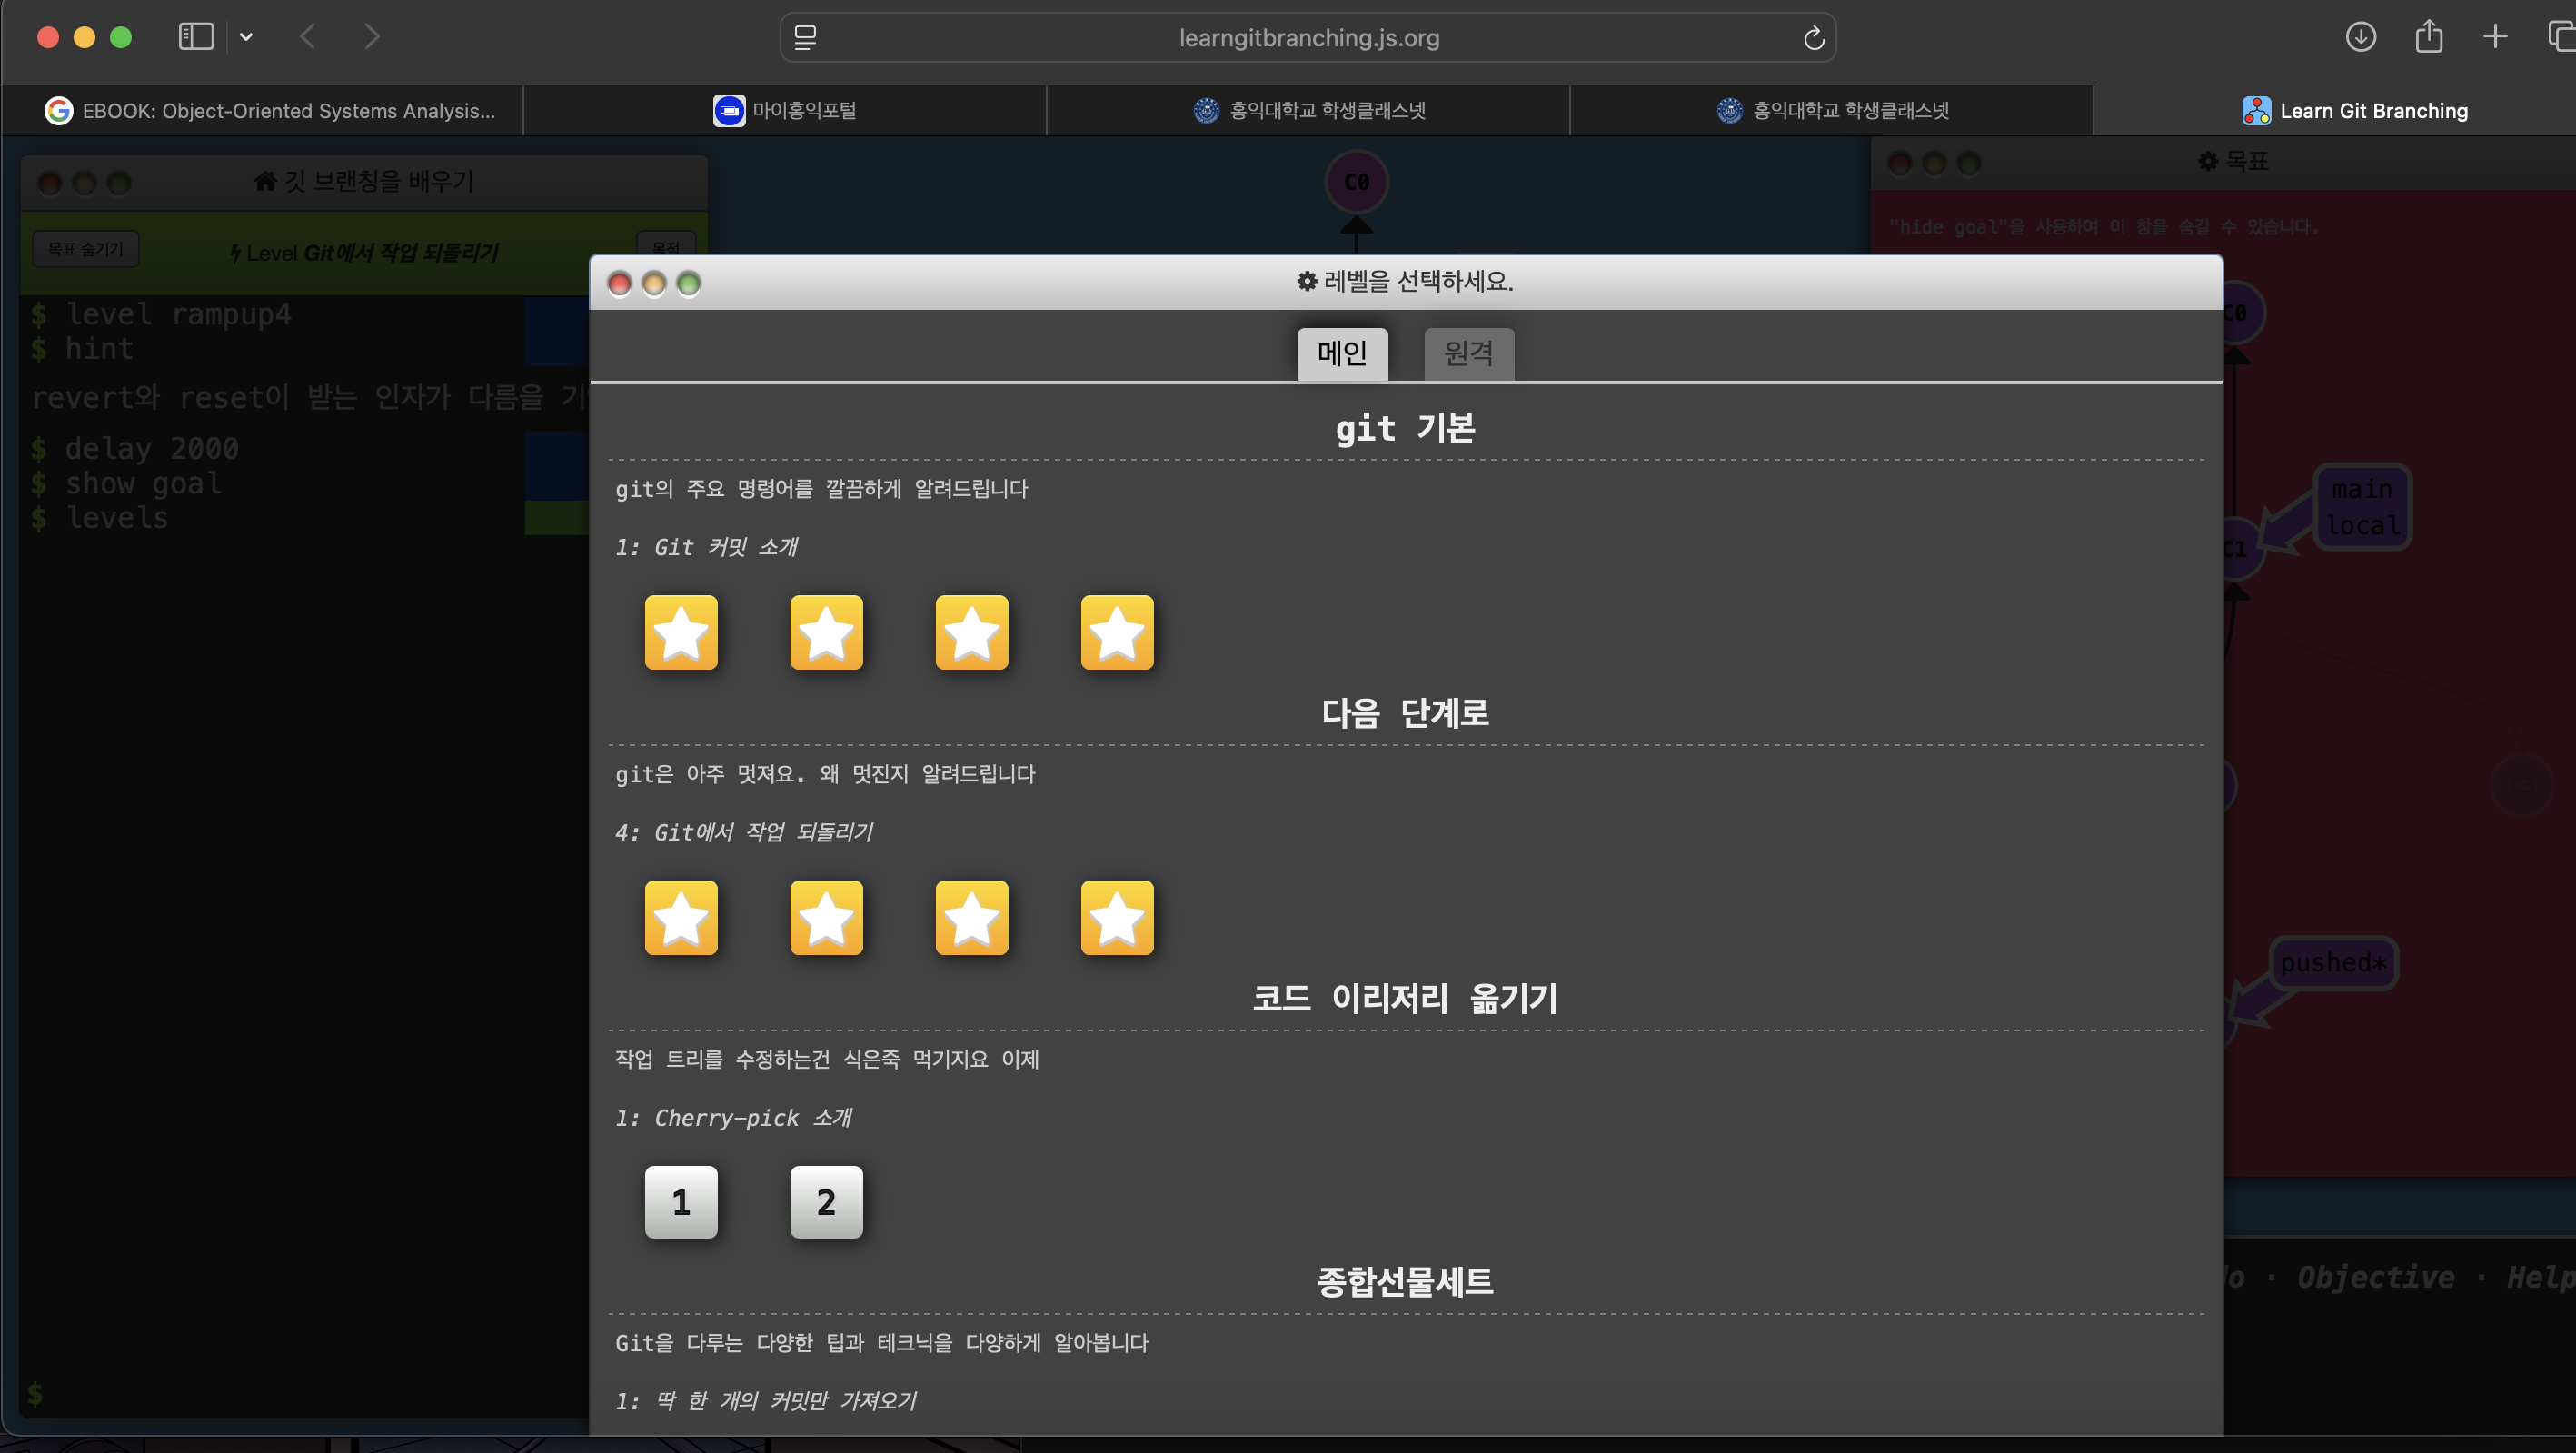 learngitbranching.js.org
EBOOK: Object-Oriented Systems Analysis...
마이홍익포털
홍익대학교 학생클래스넷
홍익대학교 학생클래스넷
Learn Git Branching
깃 브랜칭을 배우기
목표 숨기기
Level Git에서 작업 되돌리기
목적
$ level rampup4
$ hint
revert와 reset이 받는 인자가 다름을
$ delay 2000
$ show goal
$ levels
$
C0
목표
"hide goal"을 사용하여 이 창을 숨길 수 있습니다.
C0
main
local
C1
C3
pushed*
Objective · Help
레벨을 선택하세요.
메인
원격
git 기본
git의 주요 명령어를 깔끔하게 알려드립니다
1: Git 커밋 소개
다음 단계로
git은 아주 멋져요. 왜 멋진지 알려드립니다
4: Git에서 작업 되돌리기
코드 이리저리 옮기기
작업 트리를 수정하는건 식은죽 먹기지요 이제
1: Cherry-pick 소개
1
2
종합선물세트
Git을 다루는 다양한 팁과 테크닉을 다양하게 알아봅니다
1: 딱 한 개의 커밋만 가져오기